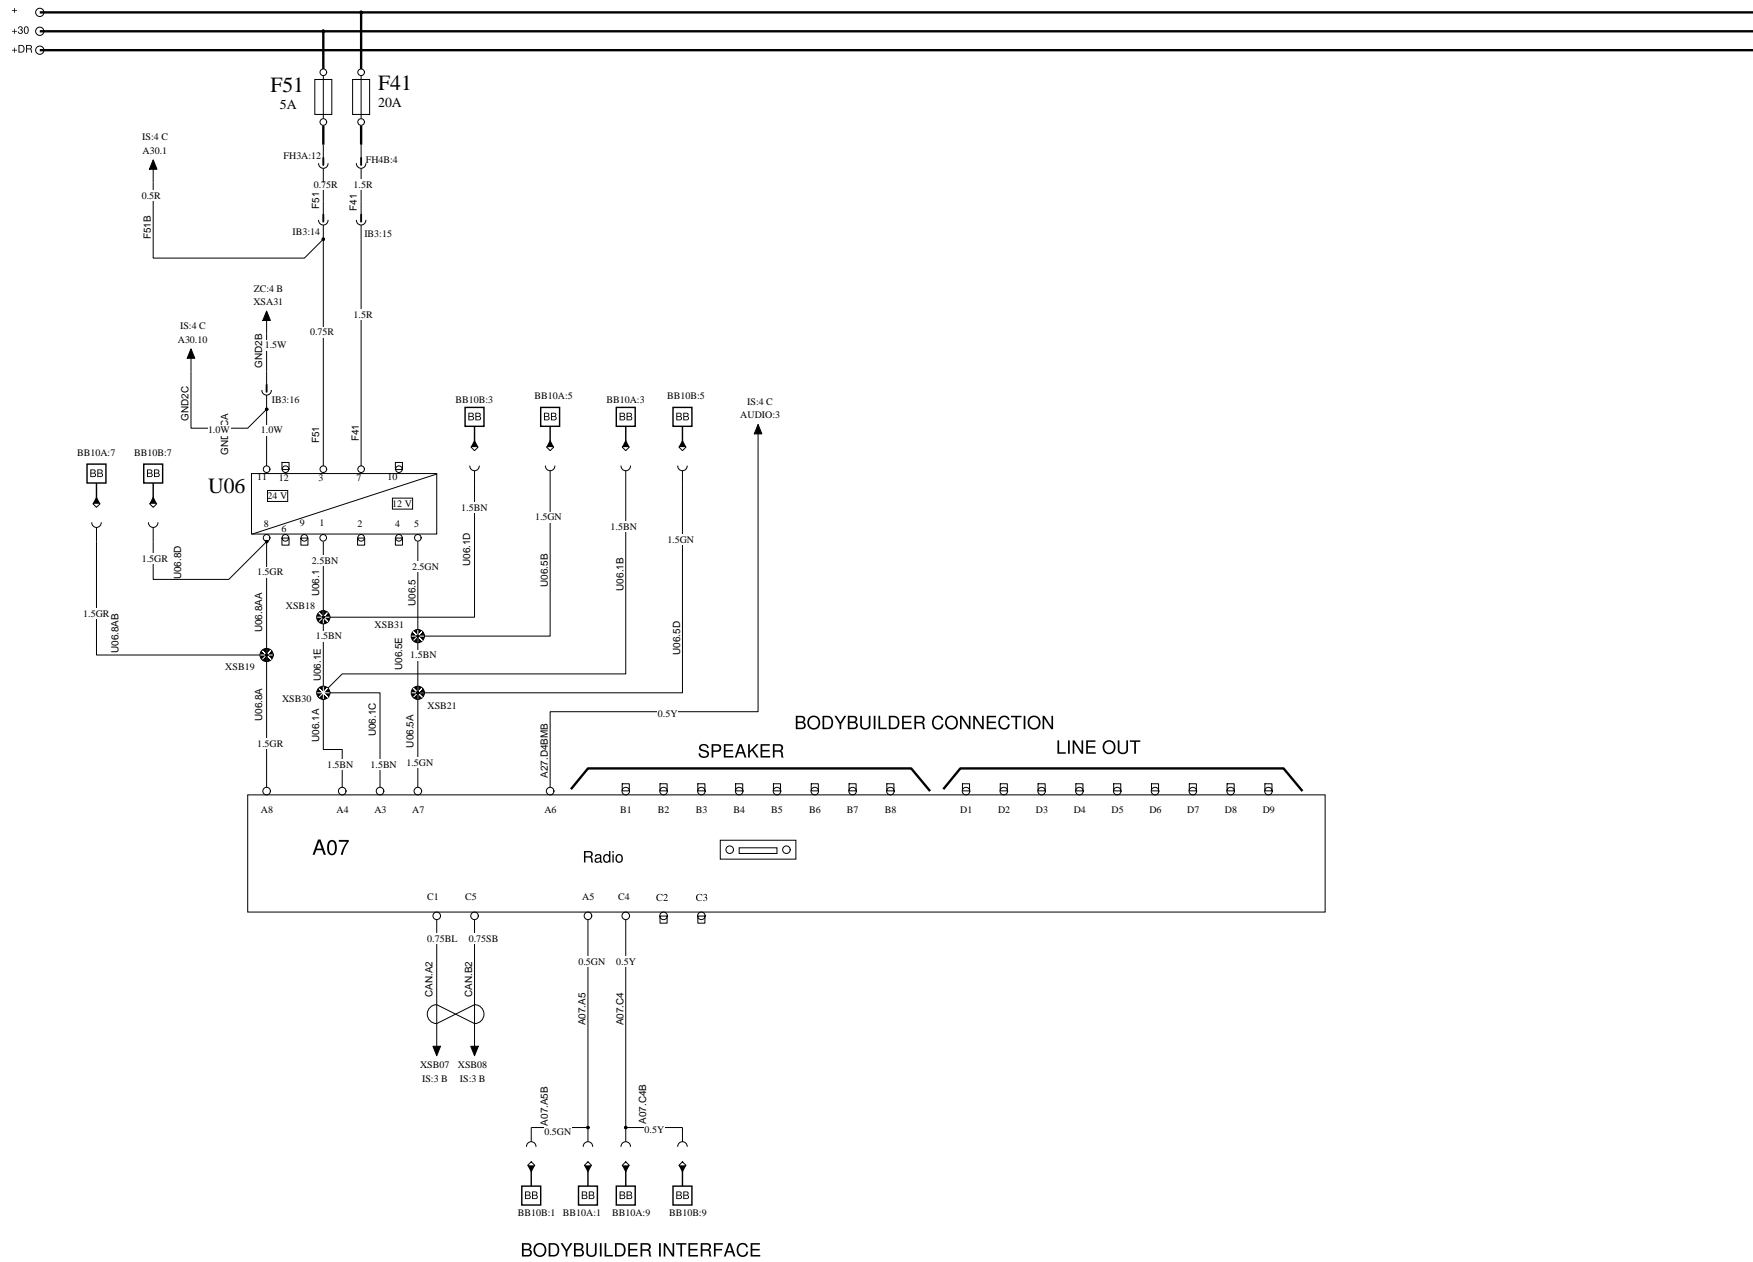 +
+30
+DR
F51
5A
F41
20A
IS:4 C
A30.1
FH3A:12
FH4B:4
0.75R
1.5R
0.5R
F51
F41
F51B
IB3:14
IB3:15
ZC:4 B
XSA31
1.5R
IS:4 C
A30.10
0.75R
GND2B
1.5W
GND2C
IB3:16
1.0W
1.0W
F51
F41
BB10B:3
BB
BB10A:5
BB
BB10A:3
BB
BB10B:5
BB
IS:4 C
AUDIO:3
BB10A:7
BB
BB10B:7
BB
U06
11 12 3 7 10
24 V
12 V
8 6 9 1 2 4 5
1.5BN
1.5GN
1.5BN
1.5GN
1.5GR
U06.8D
1.5GR
2.5BN
2.5GN
U06.1D
U06.5B
U06.1B
U06.8AA
U06.1
U06.5
1.5GR
U06.8AB
XSB18
XSB31
1.5BN
U06.1E
U06.5E
1.5BN
U06.5D
XSB19
XSB30
XSB21
U06.8A
U06.1A
U06.1C
U06.5A
0.5Y
A27.D4BMB
1.5GR
1.5BN
1.5BN
1.5GN
BODYBUILDER CONNECTION
SPEAKER
LINE OUT
A8 A4 A3 A7 A6 B1 B2 B3 B4 B5 B6 B7 B8 D1 D2 D3 D4 D5 D6 D7 D8 D9
A07
Radio
C1 C5 A5 C4 C2 C3
0.75BL
0.75SB
0.5GN
0.5Y
CAN.A2
CAN.B2
A07.A5
A07.C4
XSB07
IS:3 B
XSB08
IS:3 B
A07.A5B
0.5GN
A07.C4B
0.5Y
BB
BB
BB
BB
BB10B:1
BB10A:1
BB10A:9
BB10B:9
BODYBUILDER INTERFACE